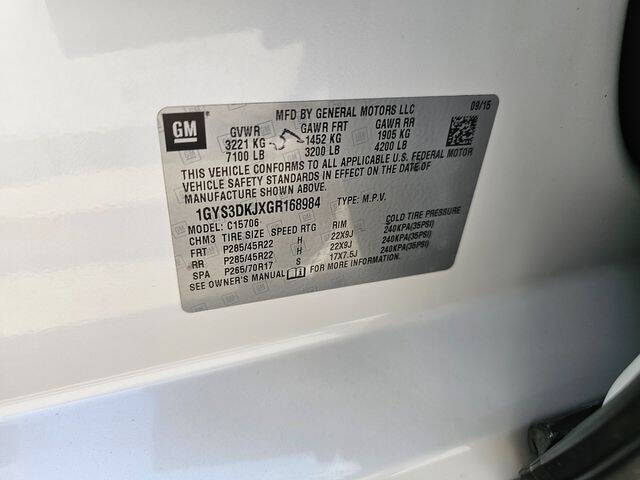 GM
MFD BY GENERAL MOTORS LLC 09/15
GVWR GAWR FRT GAWR RR
3221 KG 1452 KG 1905 KG
7100 LB 3200 LB 4200 LB
THIS VEHICLE CONFORMS TO ALL APPLICABLE U.S. FEDERAL MOTOR
VEHICLE SAFETY STANDARDS IN EFFECT ON THE DATE OF
MANUFACTURE SHOWN ABOVE.
1GYS3DKJXGR168984 TYPE: M.P.V.
MODEL: C15706
CHM3 TIRE SIZE SPEED RTG RIM COLD TIRE PRESSURE
FRT P285/45R22 H 22X9J 240KPA(35PSI)
RR P285/45R22 H 22X9J 240KPA(35PSI)
SPA P265/70R17 S 17X7.5J 240KPA(35PSI)
SEE OWNER'S MANUAL FOR MORE INFORMATION.